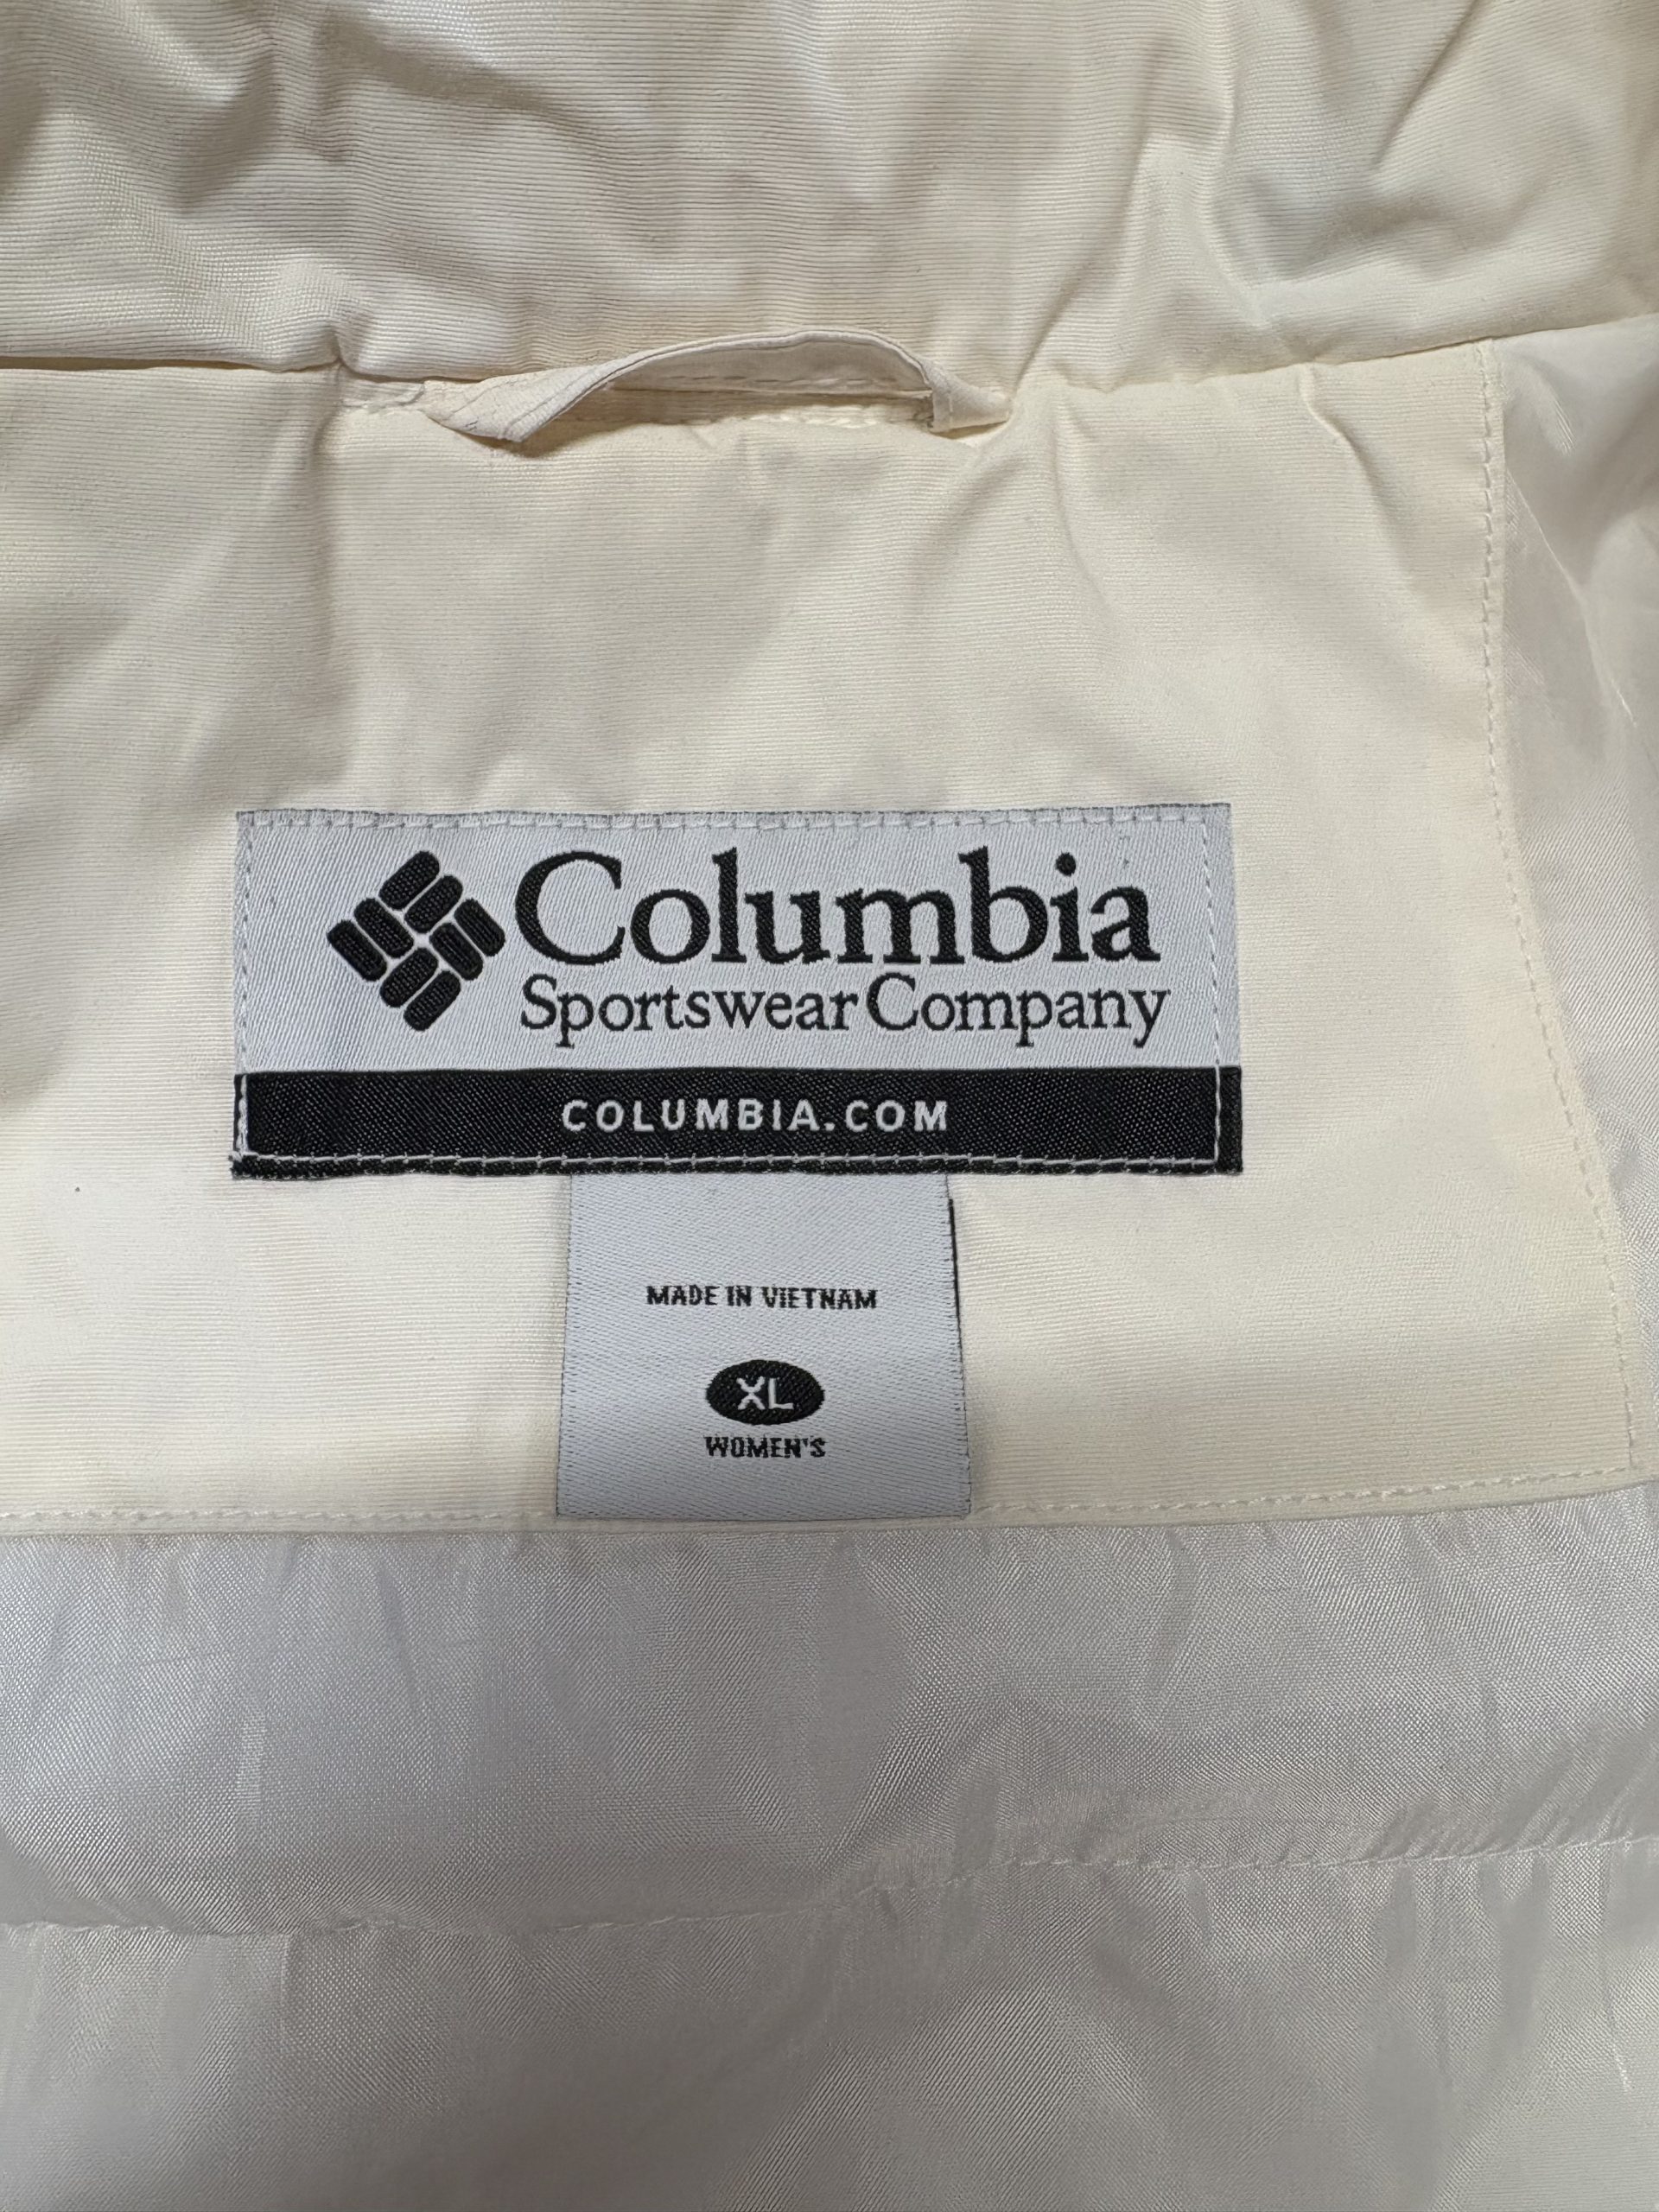 Columbia
Sportswear Company
COLUMBIA.COM
MADE IN VIETNAM
XL
WOMEN'S